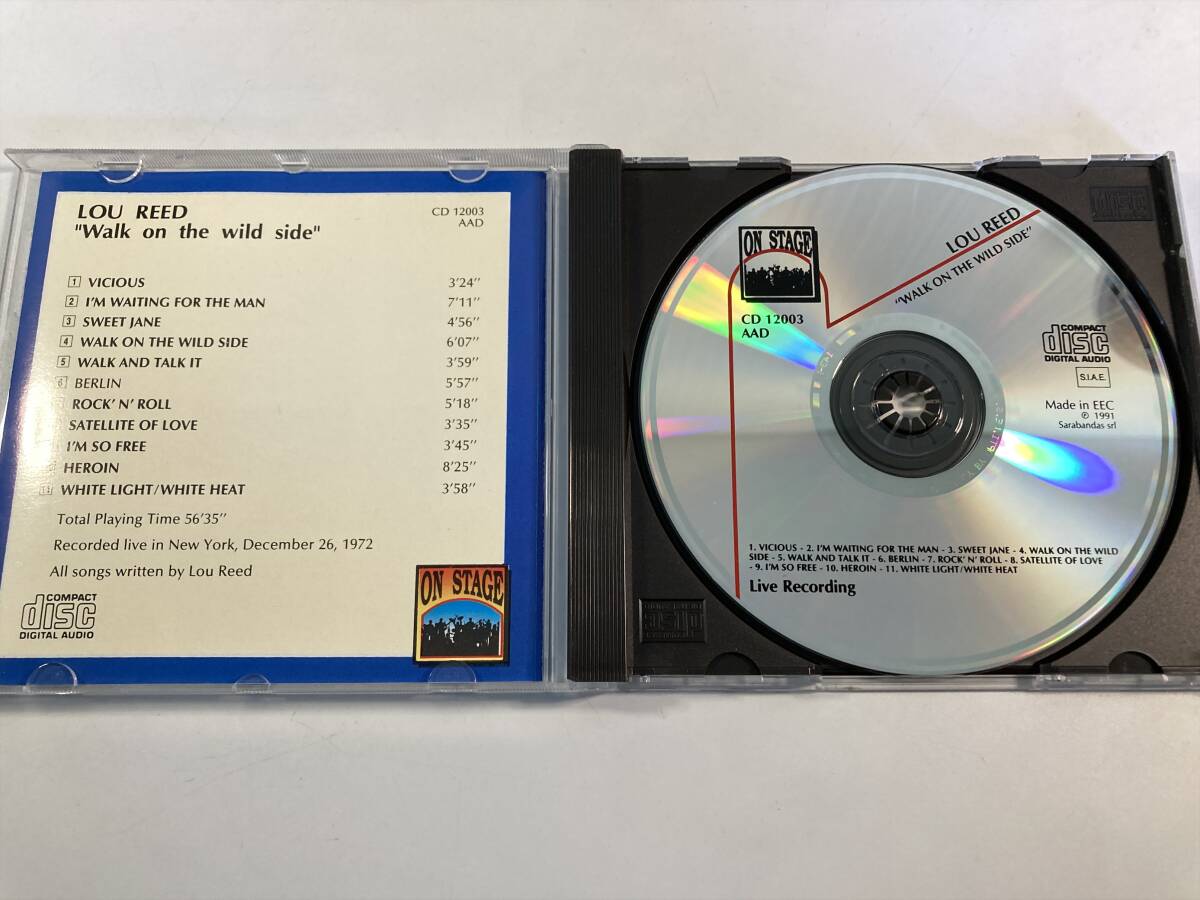 LOU REED
"Walk on the wild side"
CD 12003
AAD
1 VICIOUS 3'24''
2 I'M WAITING FOR THE MAN 7'11''
3 SWEET JANE 4'56''
4 WALK ON THE WILD SIDE 6'07''
5 WALK AND TALK IT 3'59''
6 BERLIN 5'57''
ROCK' N' ROLL 5'18''
SATELLITE OF LOVE 3'35''
I'M SO FREE 3'45''
HEROIN 8'25''
11 WHITE LIGHT/WHITE HEAT 3'58''
Total Playing Time 56'35''
Recorded live in New York, December 26, 1972
All songs written by Lou Reed
COMPACT
disc
DIGITAL AUDIO
ON STAGE
ON STAGE
LOU REED
"WALK ON THE WILD SIDE"
CD 12003
AAD
COMPACT
disc
DIGITAL AUDIO
S.I.A.E.
Made in EEC
℗ 1991
Sarabandas srl
1. VICIOUS - 2. I'M WAITING FOR THE MAN - 3. SWEET JANE - 4. WALK ON THE WILD
SIDE - 5. WALK AND TALK IT - 6. BERLIN - 7. ROCK' N' ROLL - 8. SATELLITE OF LOVE
- 9. I'M SO FREE - 10. HEROIN - 11. WHITE LIGHT/WHITE HEAT
Live Recording
disc
disc